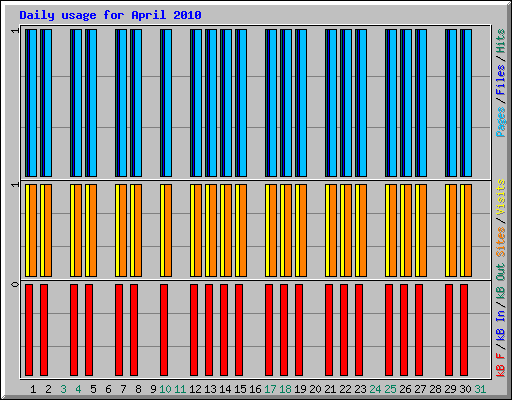 Daily usage for April 2010
1
1
0
Pages / Files / Hits
Sites / Visits
kB F / kB In / kB Out
1 2 3 4 5 6 7 8 9 10 11 12 13 14 15 16 17 18 19 20 21 22 23 24 25 26 27 28 29 30 31